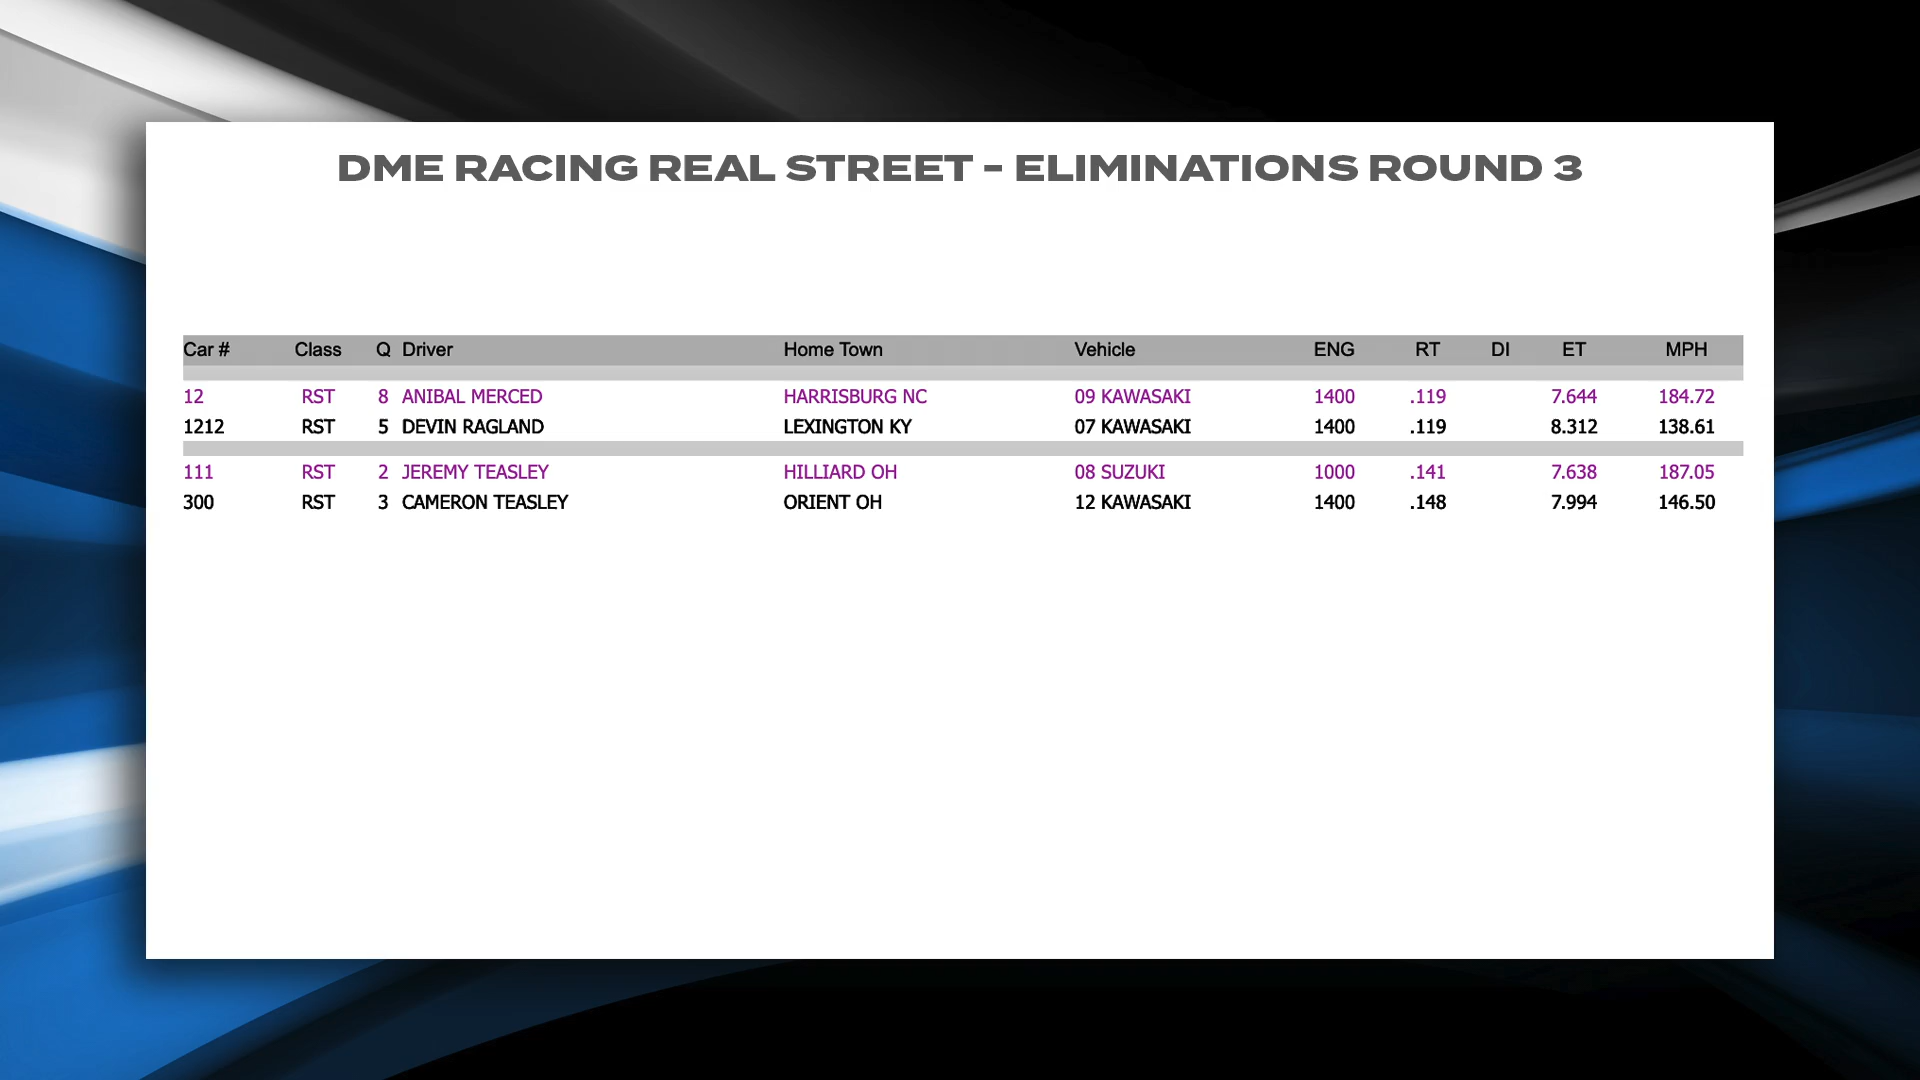 DME RACING REAL STREET - ELIMINATIONS ROUND 3
Car # Class Q Driver Home Town Vehicle ENG RT DI ET MPH
12 RST 8 ANIBAL MERCED HARRISBURG NC 09 KAWASAKI 1400 .119 7.644 184.72
1212 RST 5 DEVIN RAGLAND LEXINGTON KY 07 KAWASAKI 1400 .119 8.312 138.61
111 RST 2 JEREMY TEASLEY HILLIARD OH 08 SUZUKI 1000 .141 7.638 187.05
300 RST 3 CAMERON TEASLEY ORIENT OH 12 KAWASAKI 1400 .148 7.994 146.50